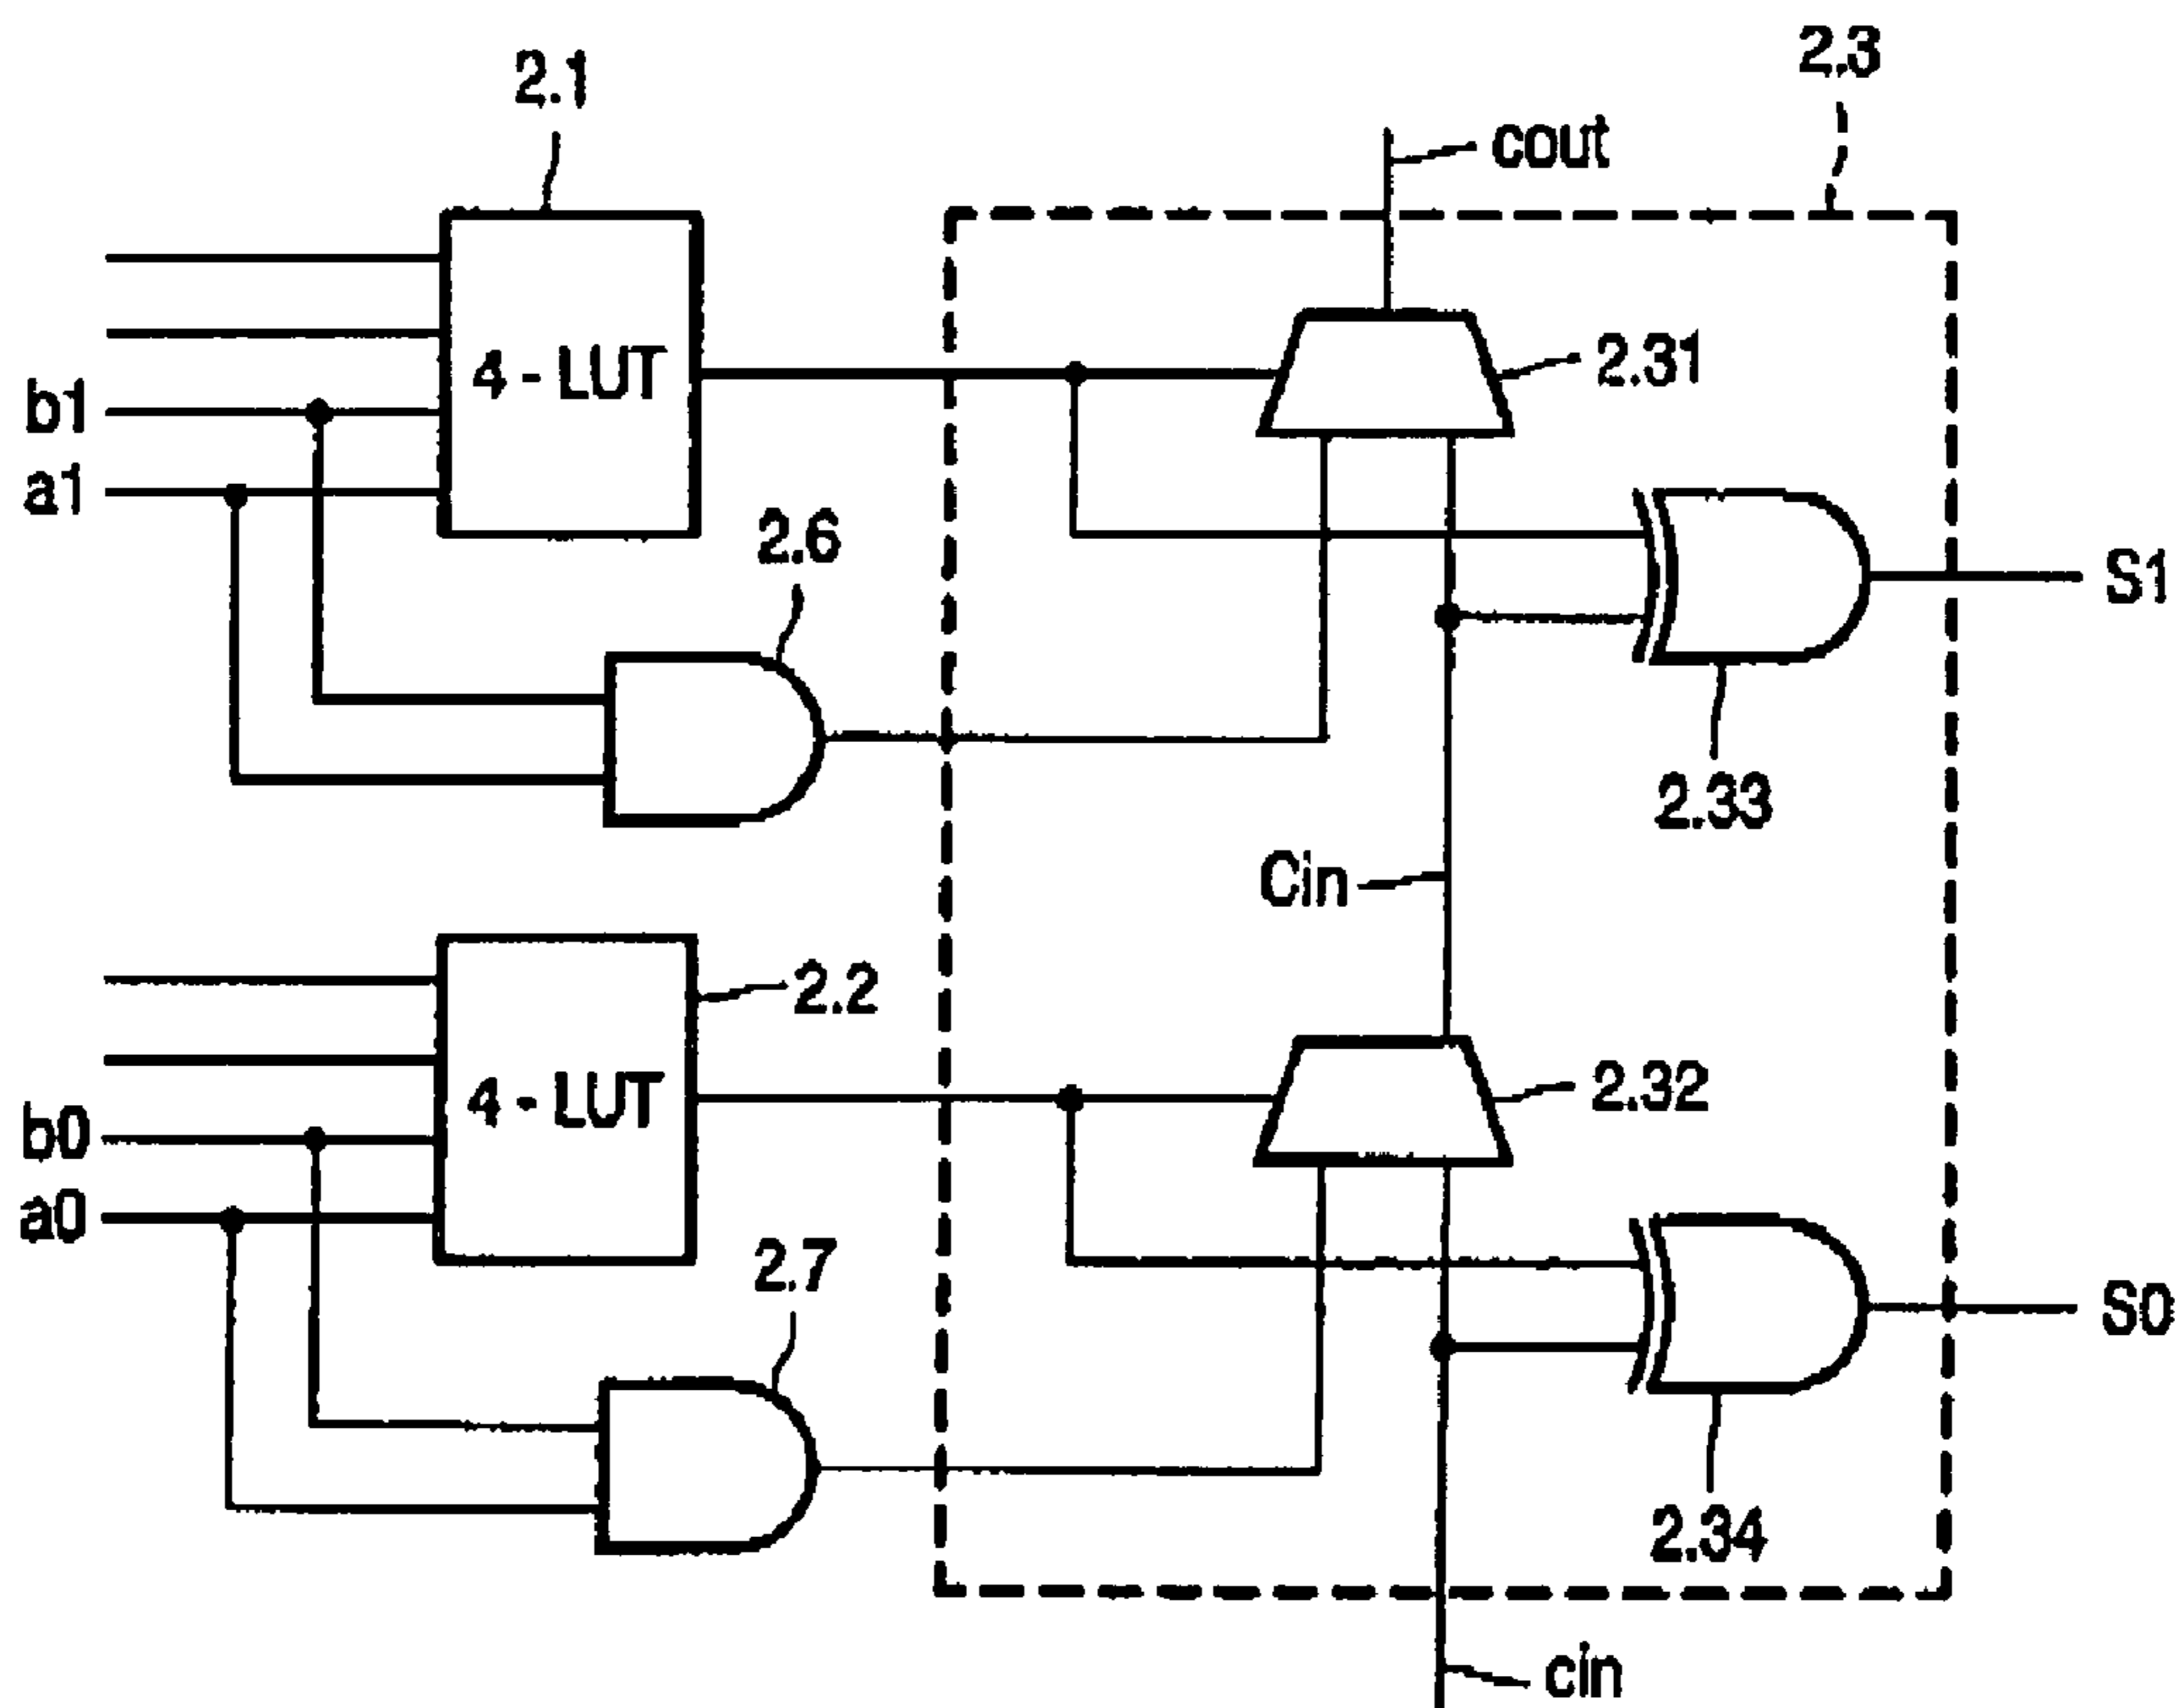 2.1
2.3
cout
4 - LUT
2.31
b1
a1
2.6
S1
2.33
Cin
2.2
4 - LUT
2.32
b0
a0
2.7
S0
2.34
cin